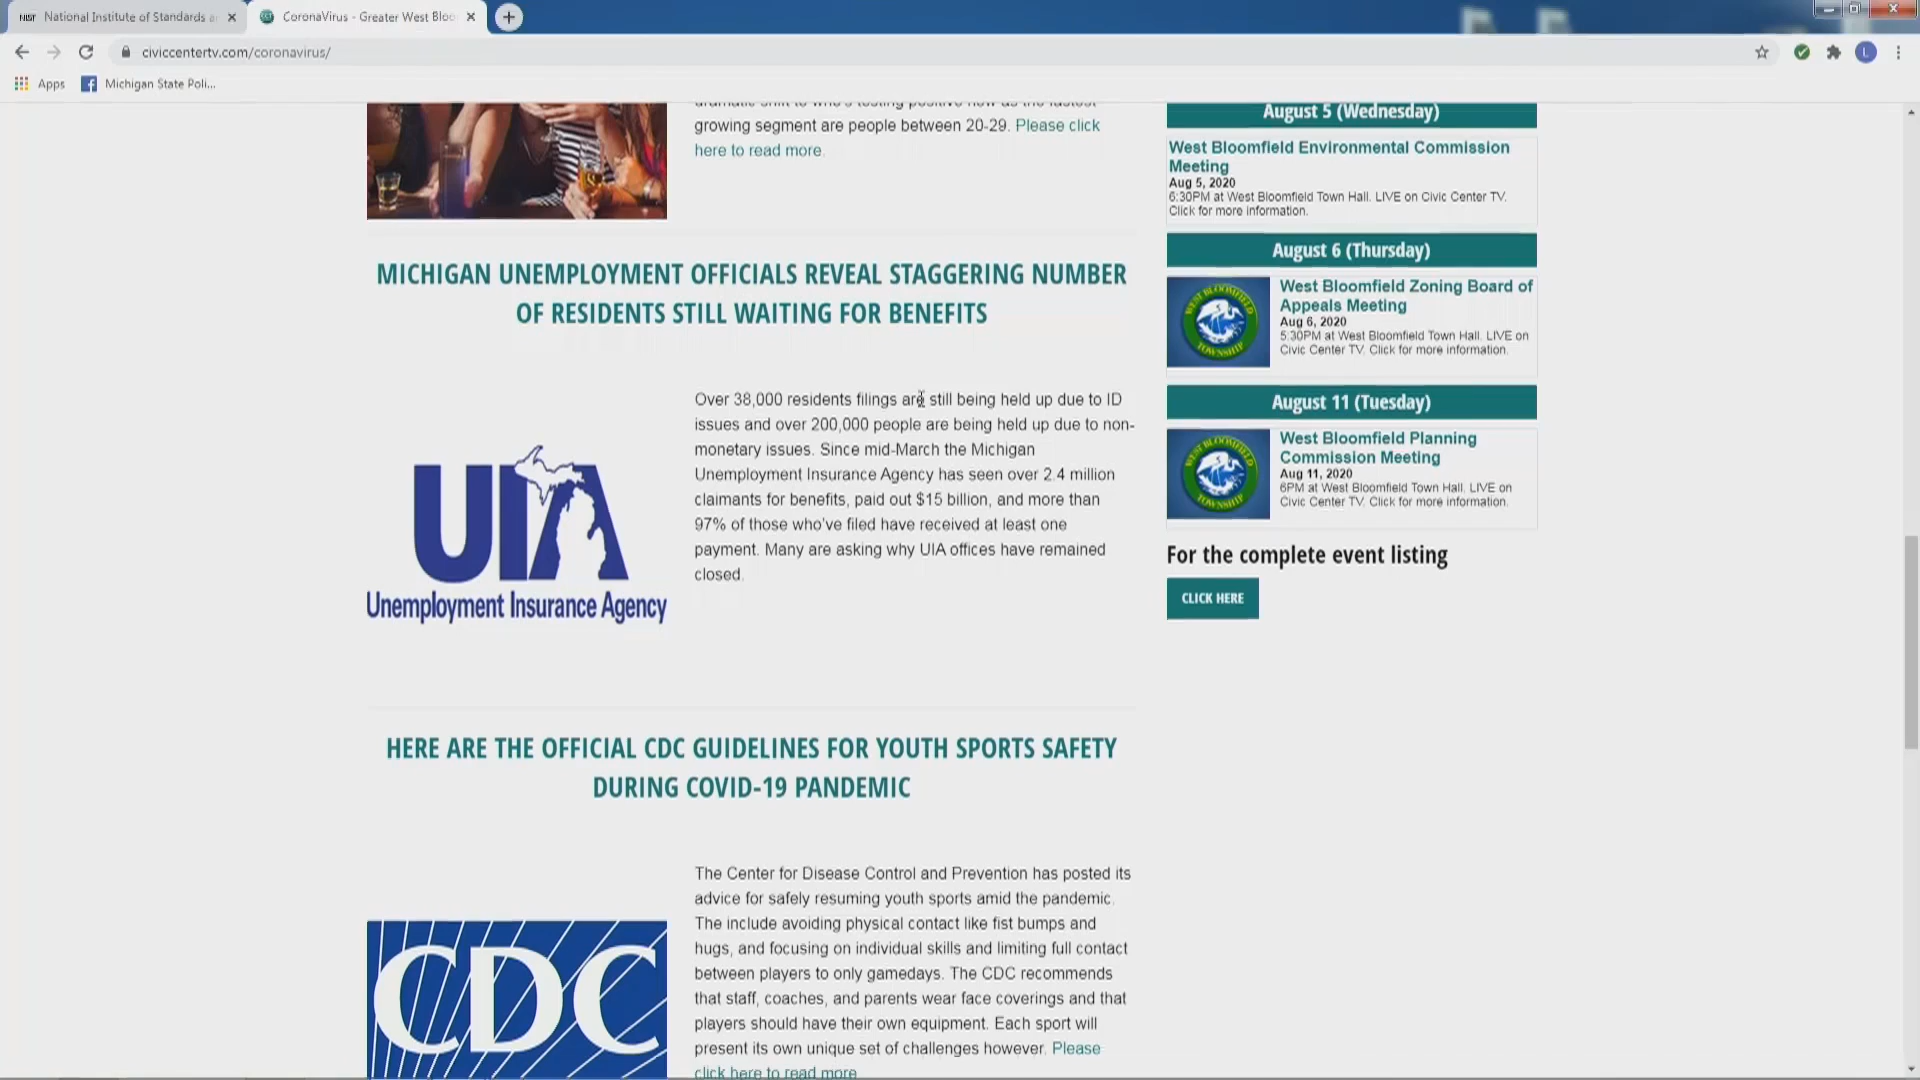 NIST National Institute of Standards a
CoronaVirus - Greater West Bloo
civiccentertv.com/coronavirus/
L
Apps
Michigan State Poli...
growing segment are people between 20-29. Please click
here to read more.
MICHIGAN UNEMPLOYMENT OFFICIALS REVEAL STAGGERING NUMBER
OF RESIDENTS STILL WAITING FOR BENEFITS
UIA
Unemployment Insurance Agency
Over 38,000 residents filings are still being held up due to ID
issues and over 200,000 people are being held up due to non-
monetary issues. Since mid-March the Michigan
Unemployment Insurance Agency has seen over 2.4 million
claimants for benefits, paid out $15 billion, and more than
97% of those who've filed have received at least one
payment. Many are asking why UIA offices have remained
closed.
HERE ARE THE OFFICIAL CDC GUIDELINES FOR YOUTH SPORTS SAFETY
DURING COVID-19 PANDEMIC
CDC
The Center for Disease Control and Prevention has posted its
advice for safely resuming youth sports amid the pandemic.
The include avoiding physical contact like fist bumps and
hugs, and focusing on individual skills and limiting full contact
between players to only gamedays. The CDC recommends
that staff, coaches, and parents wear face coverings and that
players should have their own equipment. Each sport will
present its own unique set of challenges however. Please
click here to read more
August 5 (Wednesday)
West Bloomfield Environmental Commission
Meeting
Aug 5, 2020
6:30PM at West Bloomfield Town Hall. LIVE on Civic Center TV.
Click for more information.
August 6 (Thursday)
WEST BLOOMFIELD
TOWNSHIP
West Bloomfield Zoning Board of
Appeals Meeting
Aug 6, 2020
5:30PM at West Bloomfield Town Hall. LIVE on
Civic Center TV. Click for more information.
August 11 (Tuesday)
WEST BLOOMFIELD
TOWNSHIP
West Bloomfield Planning
Commission Meeting
Aug 11, 2020
6PM at West Bloomfield Town Hall. LIVE on
Civic Center TV. Click for more information.
For the complete event listing
CLICK HERE